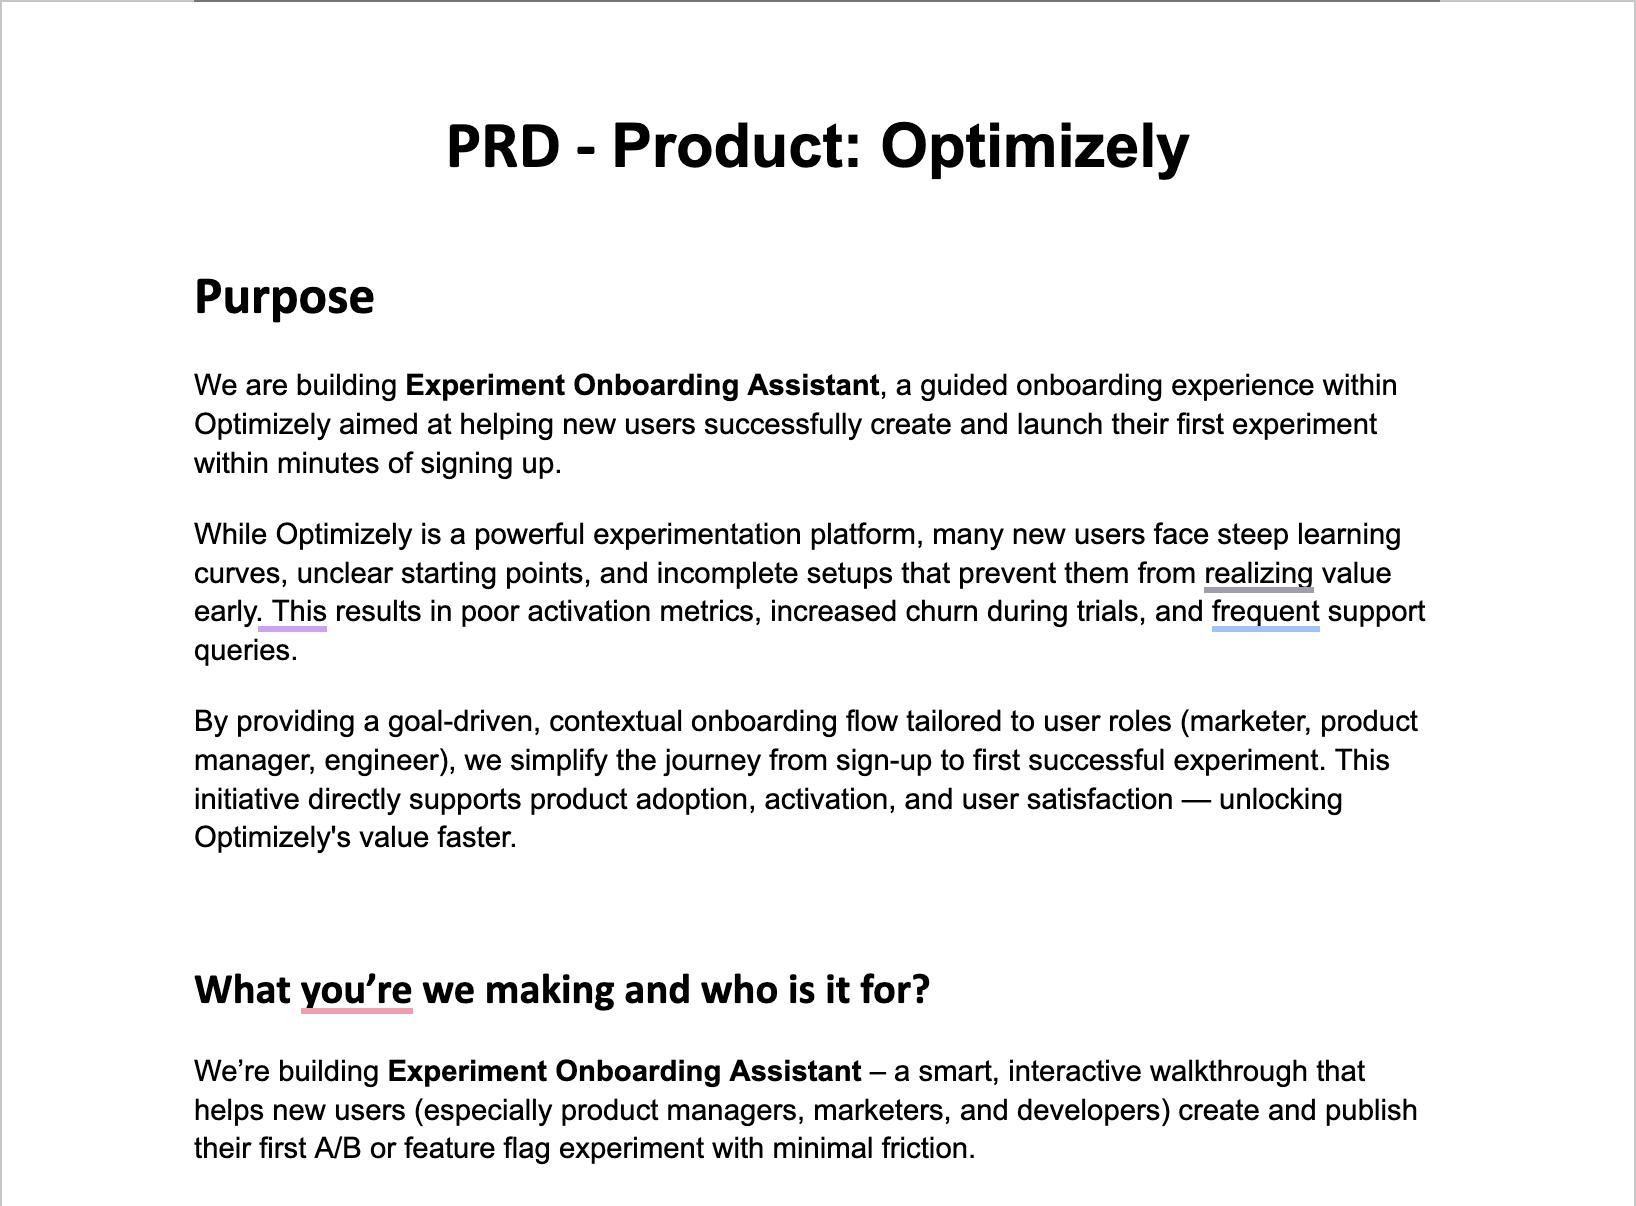 PRD - Product: Optimizely
Purpose
We are building Experiment Onboarding Assistant, a guided onboarding experience within
Optimizely aimed at helping new users successfully create and launch their first experiment
within minutes of signing up.
While Optimizely is a powerful experimentation platform, many new users face steep learning
curves, unclear starting points, and incomplete setups that prevent them from realizing value
early. This results in poor activation metrics, increased churn during trials, and frequent support
queries.
By providing a goal-driven, contextual onboarding flow tailored to user roles (marketer, product
manager, engineer), we simplify the journey from sign-up to first successful experiment. This
initiative directly supports product adoption, activation, and user satisfaction — unlocking
Optimizely's value faster.
What you’re we making and who is it for?
We’re building Experiment Onboarding Assistant – a smart, interactive walkthrough that
helps new users (especially product managers, marketers, and developers) create and publish
their first A/B or feature flag experiment with minimal friction.